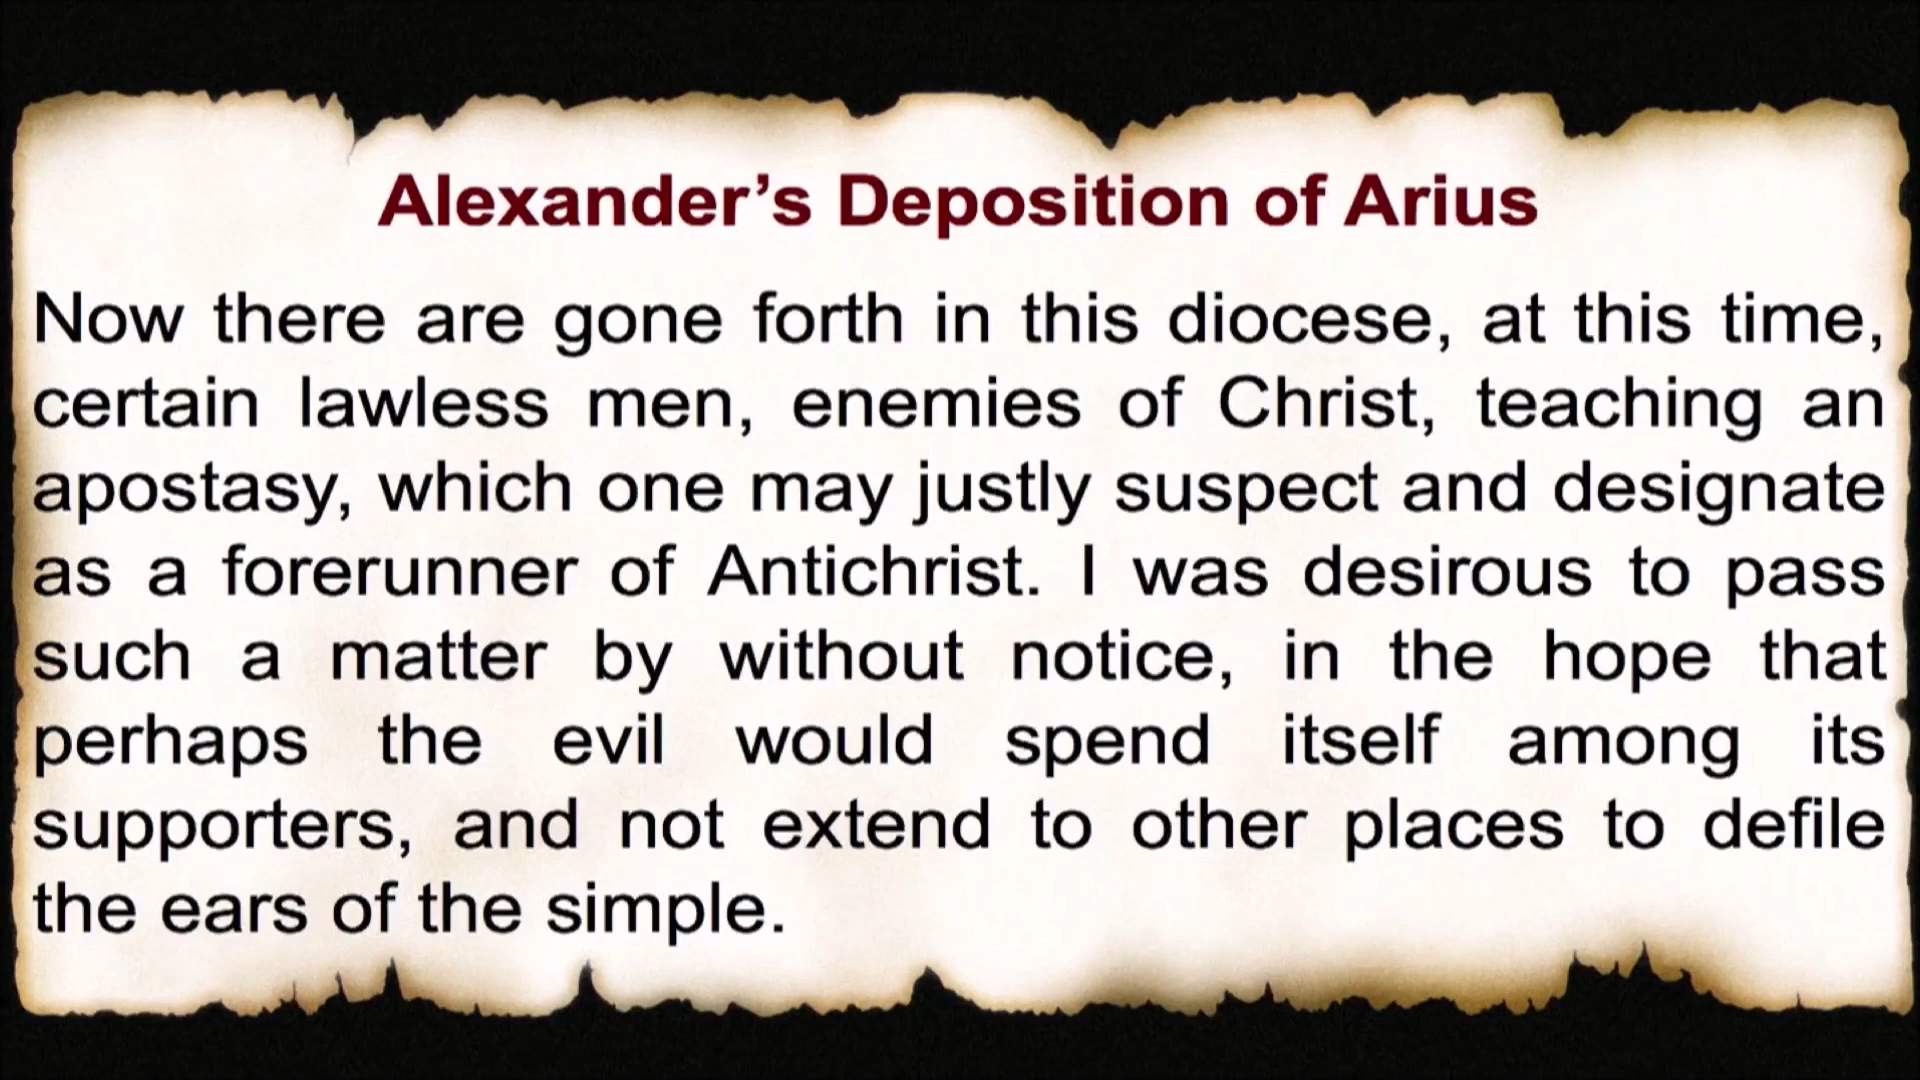 Alexander’s Deposition of Arius
Now there are gone forth in this diocese, at this time,
certain lawless men, enemies of Christ, teaching an
apostasy, which one may justly suspect and designate
as a forerunner of Antichrist. I was desirous to pass
such a matter by without notice, in the hope that
perhaps the evil would spend itself among its
supporters, and not extend to other places to defile
the ears of the simple.